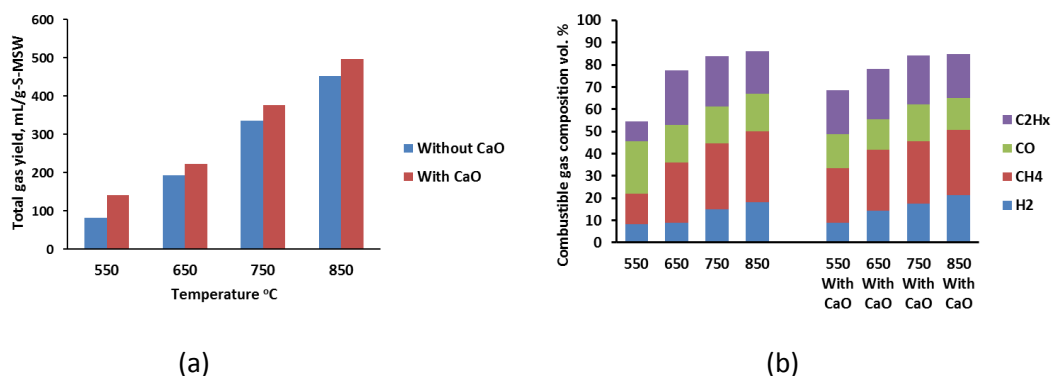 Total gas yield, mL/g-S-MSW
600
500
400
300
200
100
0
550 650 750 850
Temperature ºC
Without CaO
With CaO
(a)
Combustible gas composition vol. %
100
90
80
70
60
50
40
30
20
10
0
550 650 750 850 550 650 750 850
With With With With
CaO CaO CaO CaO
C2Hx
CO
CH4
H2
(b)